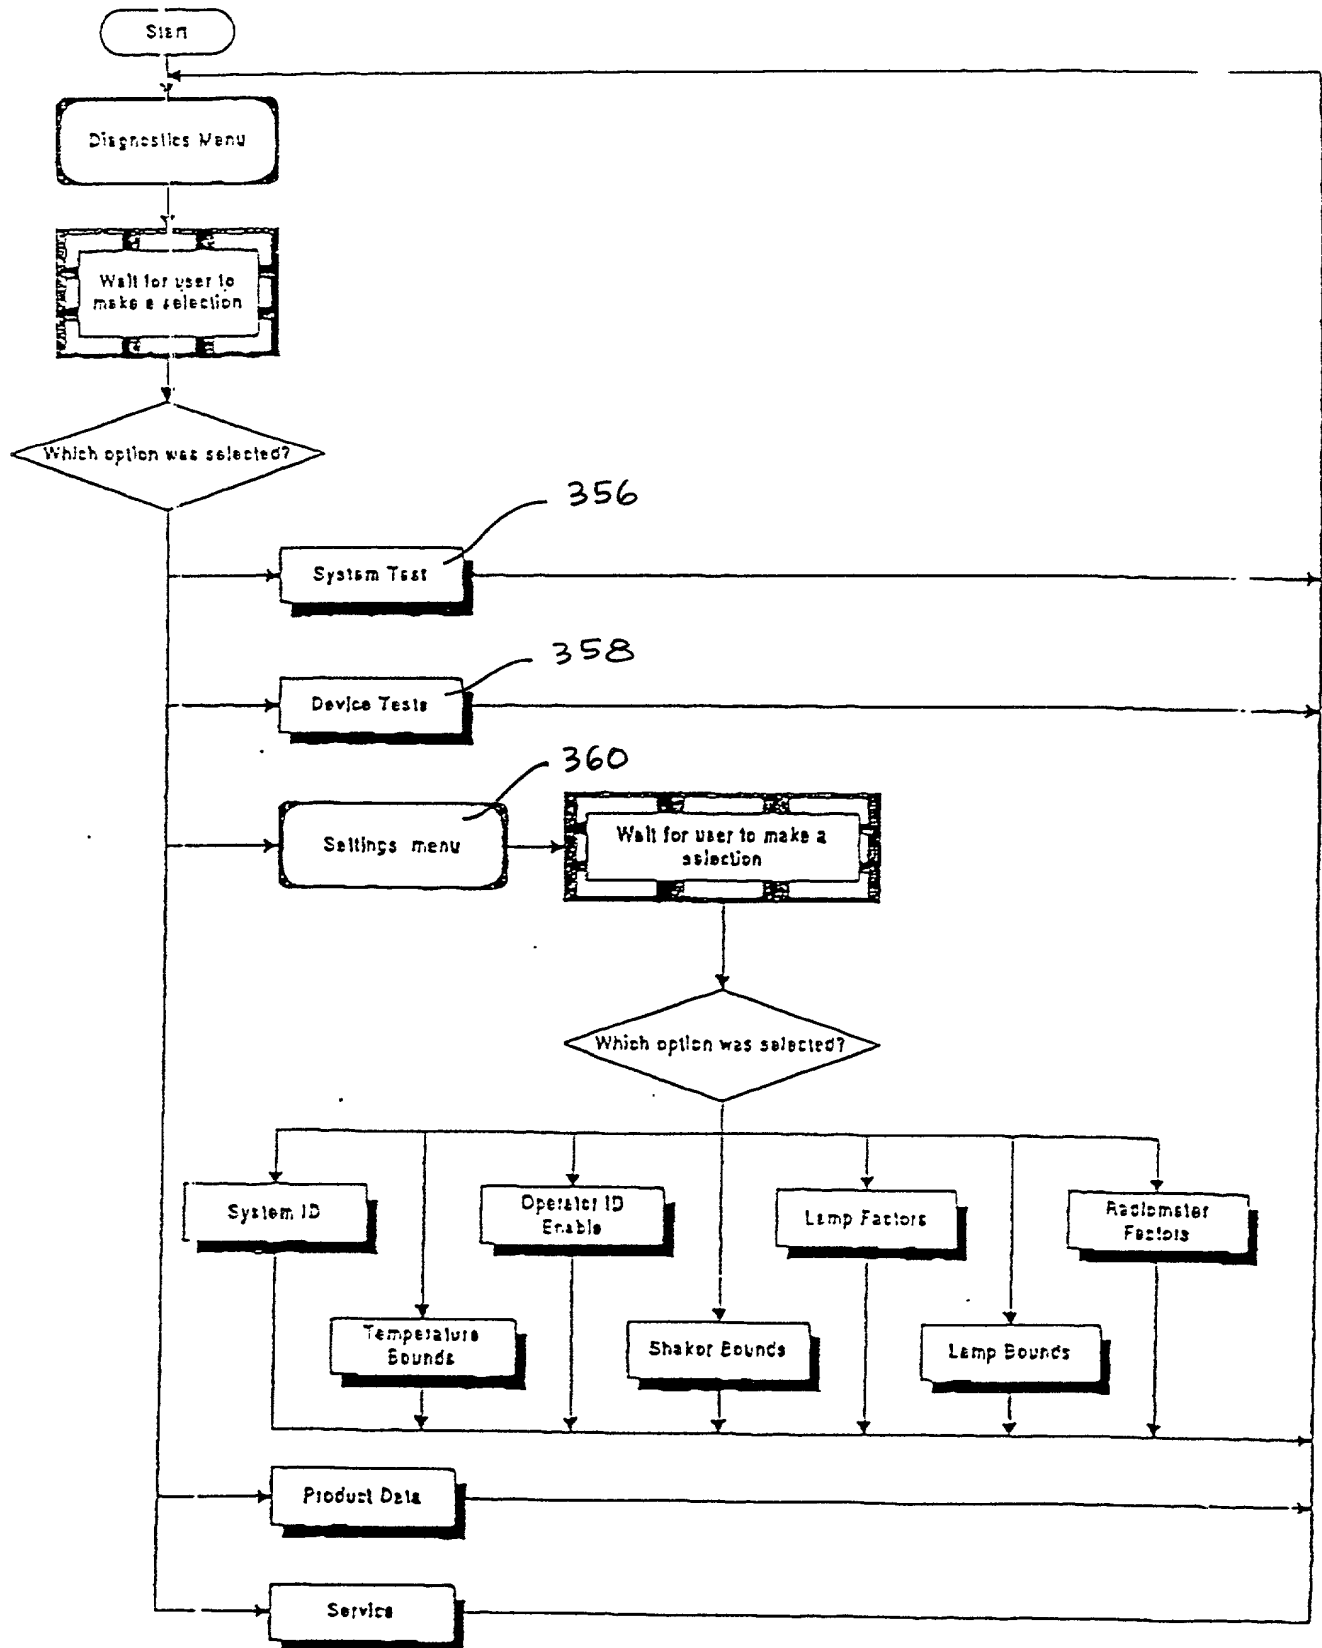 Start
Diagnostics Menu
Wait for user to
make a selection
Which option was selected?
356
System Test
358
Device Tests
360
Settings menu
Wait for user to make a
selection
Which option was selected?
System ID
Operator ID
Enable
Lamp Factors
Radiometer
Factors
Temperature
Bounds
Shaker Bounds
Lamp Bounds
Product Data
Service